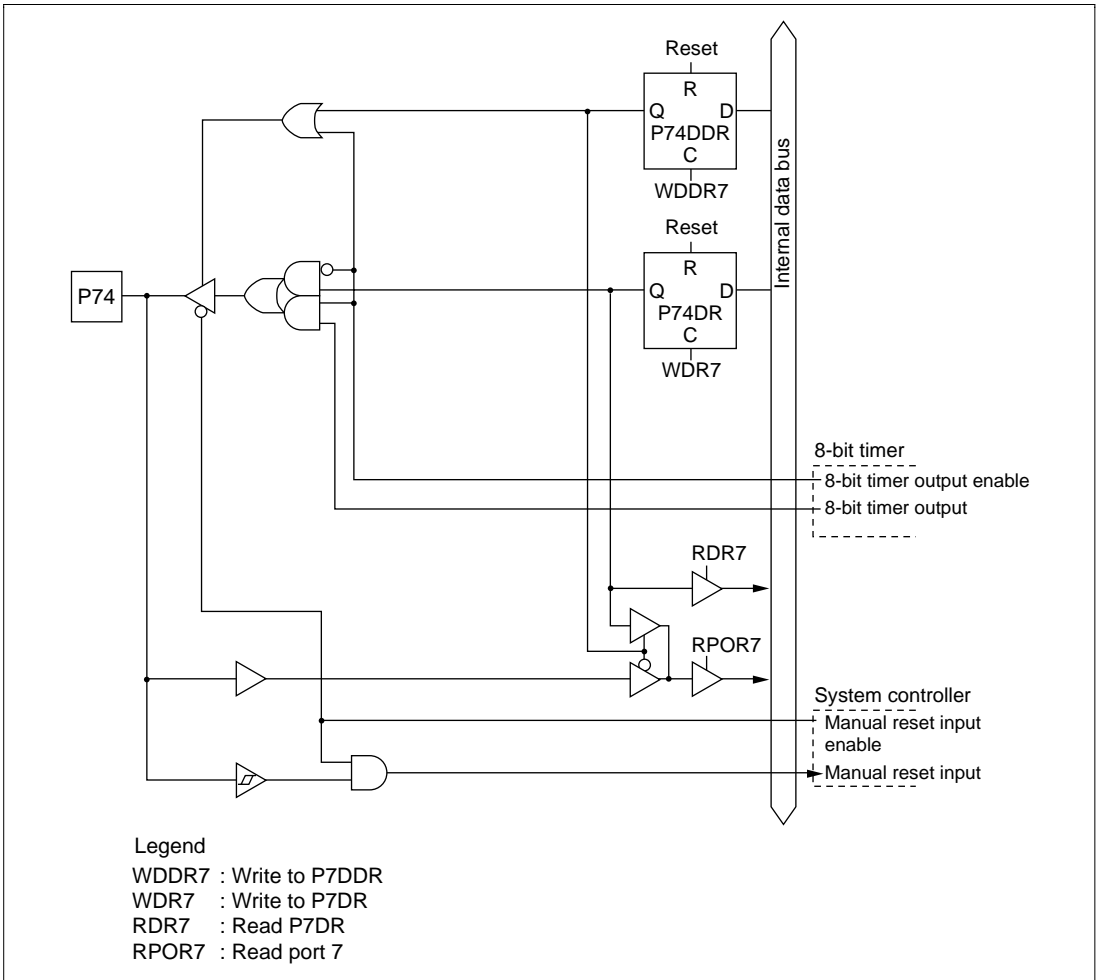 Reset
R
Q D
P74DDR
C
WDDR7
Internal data bus
Reset
R
P74
Q D
P74DR
C
WDR7
8-bit timer
8-bit timer output enable
8-bit timer output
RDR7
RPOR7
System controller
Manual reset input
enable
Manual reset input
Legend
WDDR7 : Write to P7DDR
WDR7 : Write to P7DR
RDR7 : Read P7DR
RPOR7 : Read port 7